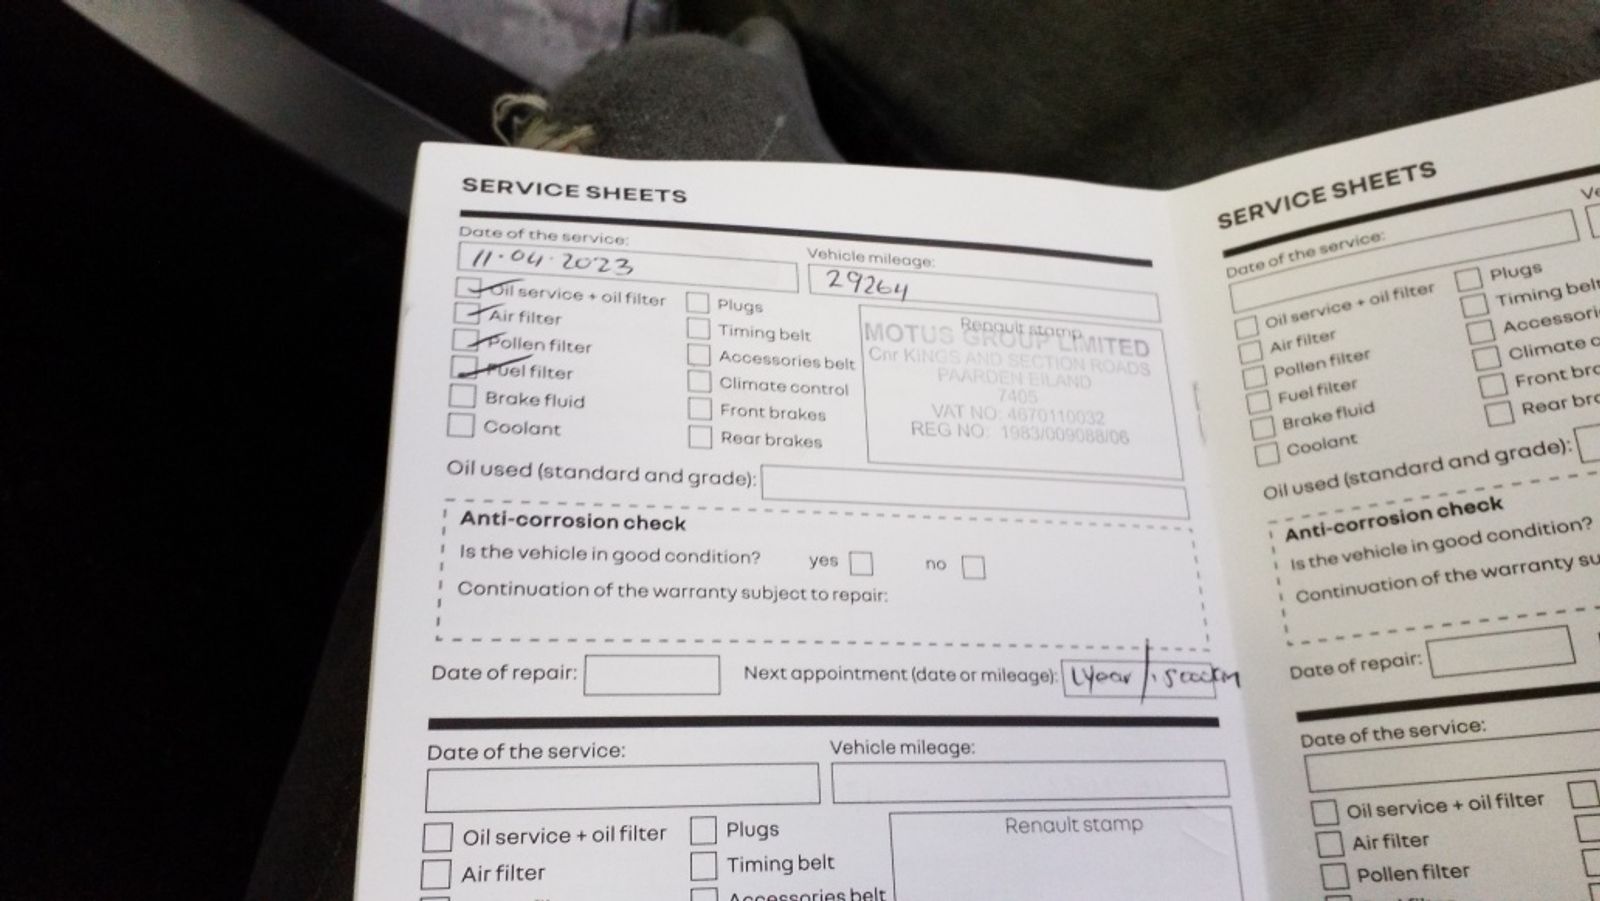 SERVICE SHEETS
Date of the service:
Vehicle mileage:
11.04.2023
29264
Oil service + oil filter
Air filter
Pollen filter
Fuel filter
Brake fluid
Coolant
Plugs
Timing belt
Accessories belt
Climate control
Front brakes
Rear brakes
Renault stamp
MOTUS GROUP LIMITED
Cnr KINGS AND SECTION ROADS
PAARDEN EILAND
7405
VAT NO: 4670110032
REG NO: 1983/009088/06
Oil used (standard and grade):
Anti-corrosion check
Is the vehicle in good condition? yes no
Continuation of the warranty subject to repair:
Date of repair:
Next appointment (date or mileage): 1year /
Date of the service:
Vehicle mileage:
Oil service + oil filter
Air filter
Plugs
Timing belt
Accessories belt
Renault stamp
SERVICE SHEETS
Date of the service:
Oil service + oil filter
Air filter
Pollen filter
Fuel filter
Brake fluid
Coolant
Plugs
Timing belt
Climate
Front
Rear
Oil used (standard and grade):
Anti-corrosion check
Is the vehicle in good condition?
Continuation of the warranty
Date of repair:
Date of the service:
Oil service + oil filter
Air filter
Pollen filter